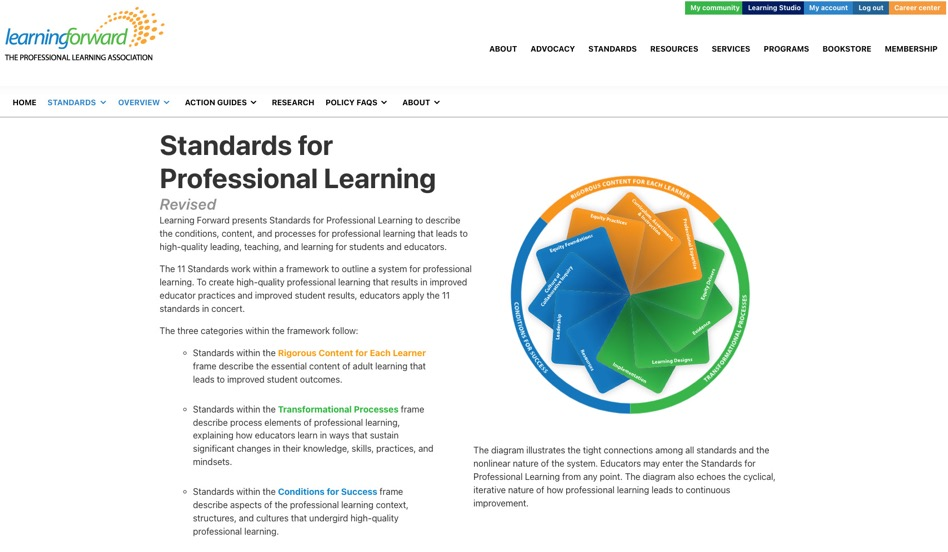 My community
Learning Studio
My account
Log out
Career center
learningforward
THE PROFESSIONAL LEARNING ASSOCIATION
ABOUT
ADVOCACY
STANDARDS
RESOURCES
SERVICES
PROGRAMS
BOOKSTORE
MEMBERSHIP
HOME
STANDARDS
OVERVIEW
ACTION GUIDES
RESEARCH
POLICY FAQS
ABOUT
Standards for
Professional Learning
Revised
Learning Forward presents Standards for Professional Learning to describe
the conditions, content, and processes for professional learning that leads to
high-quality leading, teaching, and learning for students and educators.
The 11 Standards work within a framework to outline a system for professional
learning. To create high-quality professional learning that results in improved
educator practices and improved student results, educators apply the 11
standards in concert.
The three categories within the framework follow:
Standards within the Rigorous Content for Each Learner
frame describe the essential content of adult learning that
leads to improved student outcomes.
Standards within the Transformational Processes frame
describe process elements of professional learning,
explaining how educators learn in ways that sustain
significant changes in their knowledge, skills, practices, and
mindsets.
Standards within the Conditions for Success frame
describe aspects of the professional learning context,
structures, and cultures that undergird high-quality
professional learning.
RIGOROUS CONTENT FOR EACH LEARNER
Equity Practices
Curriculum, Assessment,
& Instruction
Professional Expertise
TRANSFORMATIONAL PROCESSES
Equity Drivers
Evidence
Learning Designs
Implementation
CONDITIONS FOR SUCCESS
Resources
Leadership
Culture of
Collaborative Inquiry
Equity Foundations
The diagram illustrates the tight connections among all standards and the
nonlinear nature of the system. Educators may enter the Standards for
Professional Learning from any point. The diagram also echoes the cyclical,
iterative nature of how professional learning leads to continuous
improvement.